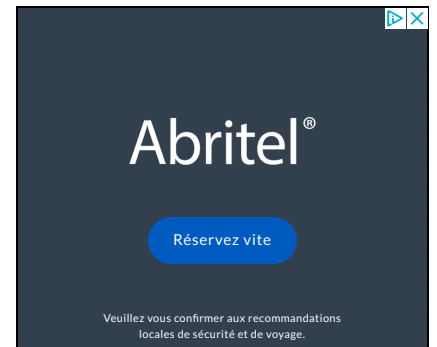 Abritel®
Réservez vite
Veuillez vous confirmer aux recommandations
locales de sécurité et de voyage.